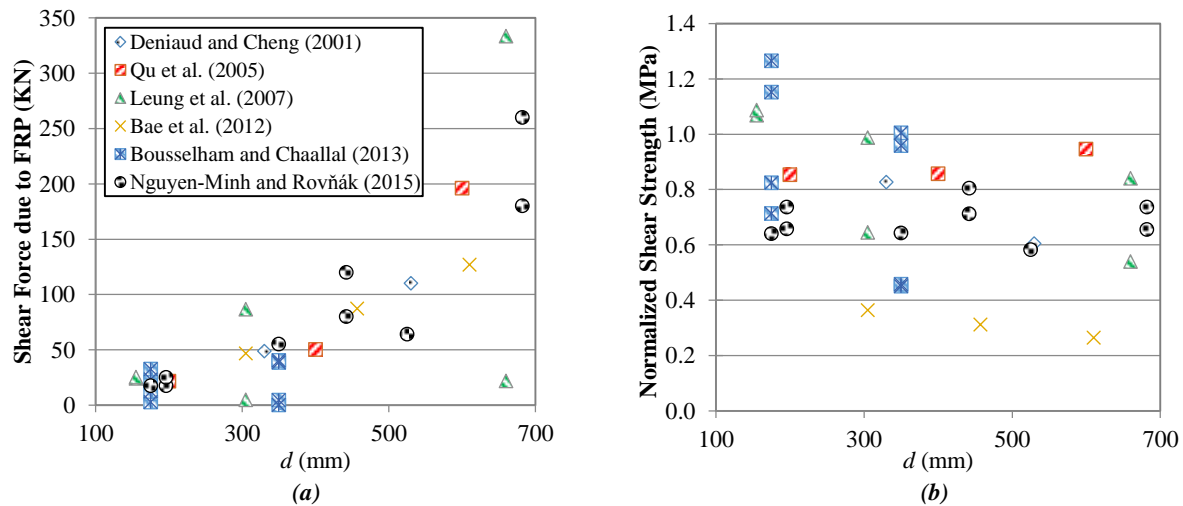 Shear Force due to FRP (KN)
350
300
250
200
150
100
50
0
Deniaud and Cheng (2001)
Qu et al. (2005)
Leung et al. (2007)
Bae et al. (2012)
Bousselham and Chaallal (2013)
Nguyen-Minh and Rovňák (2015)
100 300 500 700
d (mm)
(a)
Normalized Shear Strength (MPa)
1.4
1.2
1.0
0.8
0.6
0.4
0.2
0.0
100 300 500 700
d (mm)
(b)